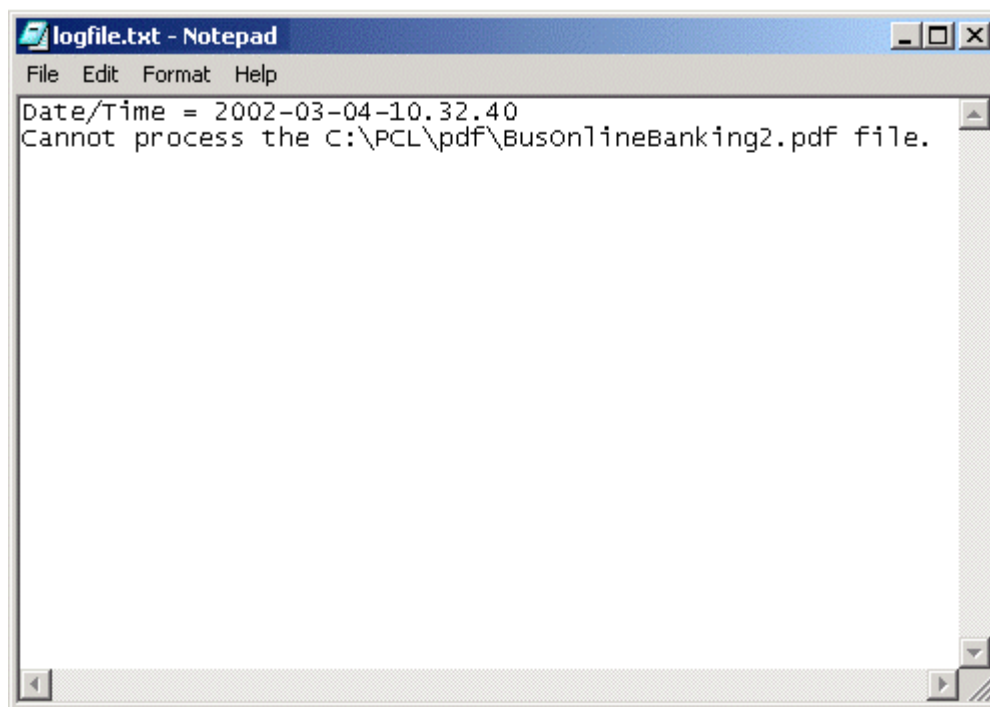 logfile.txt - Notepad
File Edit Format Help
Date/Time = 2002-03-04-10.32.40
Cannot process the C:\PCL\pdf\BusOnlineBanking2.pdf file.